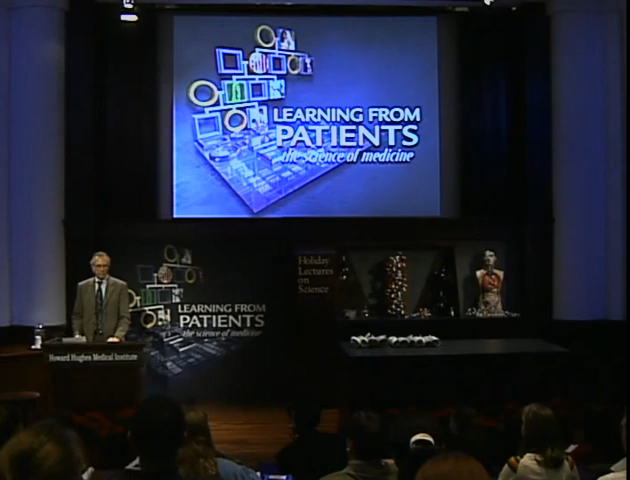 LEARNING FROM
PATIENTS
the science of medicine
Holiday
Lectures
on
Science
LEARNING FROM
PATIENTS
the science of medicine
Howard Hughes Medical Institute